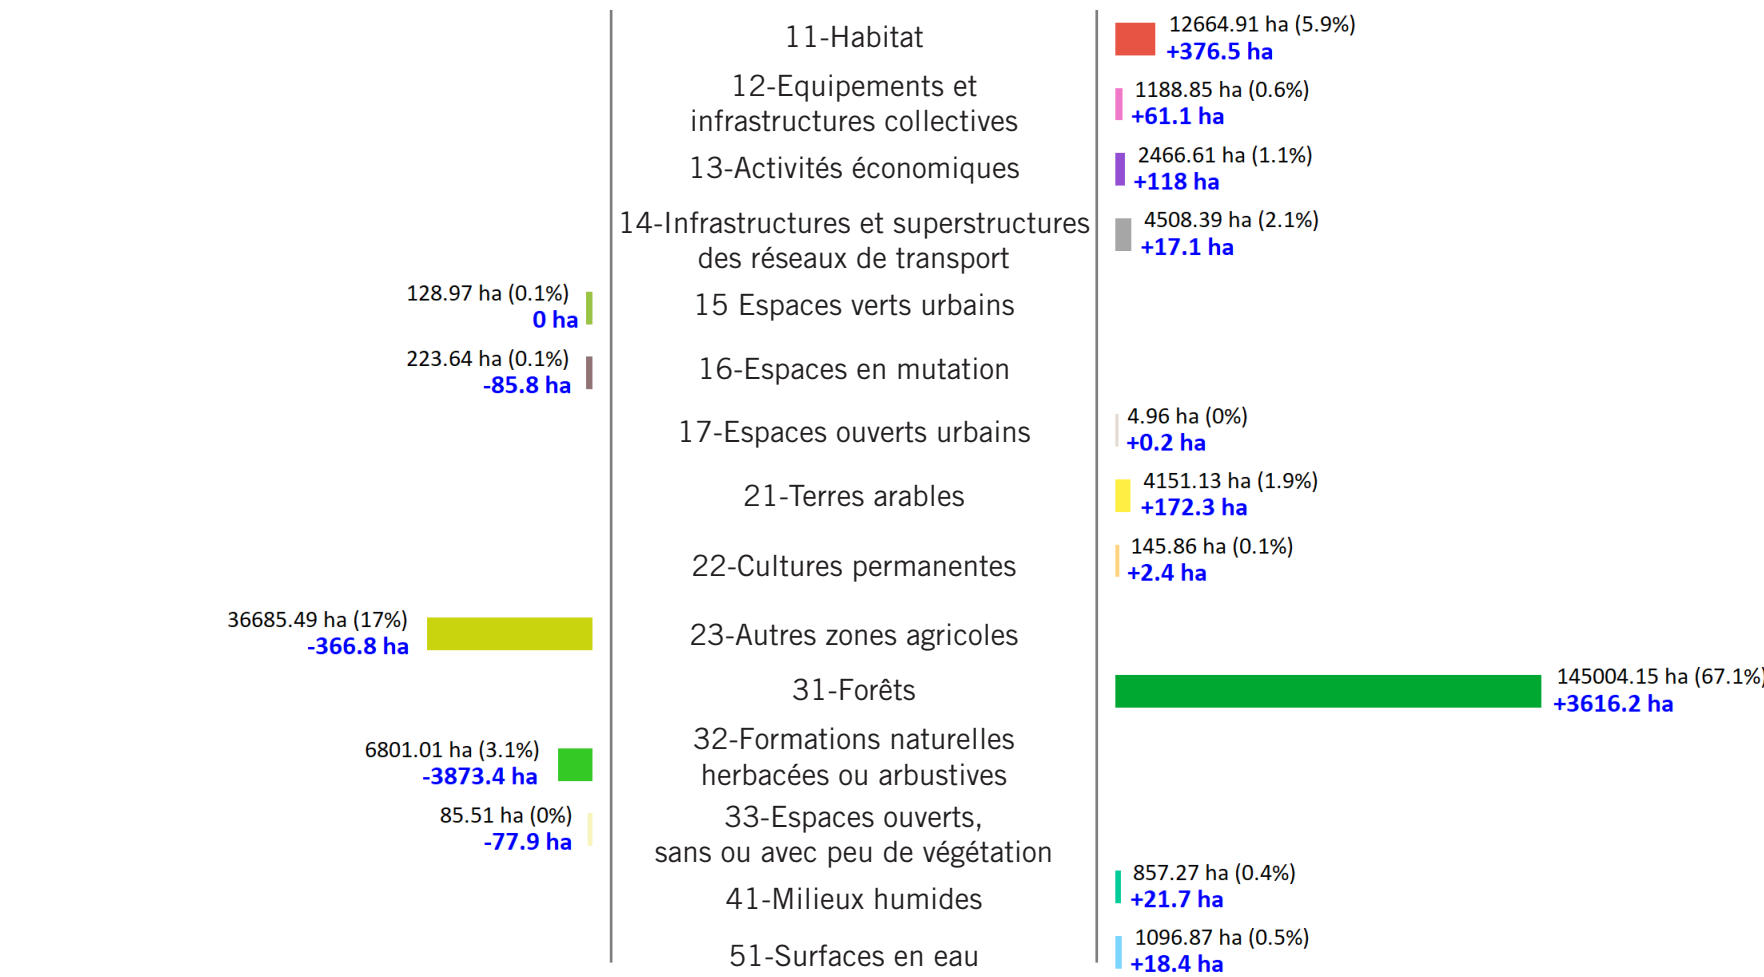 11-Habitat
12664.91 ha (5.9%)
+376.5 ha
12-Equipements et
infrastructures collectives
1188.85 ha (0.6%)
+61.1 ha
13-Activités économiques
2466.61 ha (1.1%)
+118 ha
14-Infrastructures et superstructures
des réseaux de transport
4508.39 ha (2.1%)
+17.1 ha
128.97 ha (0.1%)
0 ha
15 Espaces verts urbains
223.64 ha (0.1%)
-85.8 ha
16-Espaces en mutation
17-Espaces ouverts urbains
4.96 ha (0%)
+0.2 ha
21-Terres arables
4151.13 ha (1.9%)
+172.3 ha
22-Cultures permanentes
145.86 ha (0.1%)
+2.4 ha
36685.49 ha (17%)
-366.8 ha
23-Autres zones agricoles
31-Forêts
145004.15 ha (67.1%)
+3616.2 ha
6801.01 ha (3.1%)
-3873.4 ha
32-Formations naturelles
herbacées ou arbustives
85.51 ha (0%)
-77.9 ha
33-Espaces ouverts,
sans ou avec peu de végétation
41-Milieux humides
857.27 ha (0.4%)
+21.7 ha
51-Surfaces en eau
1096.87 ha (0.5%)
+18.4 ha